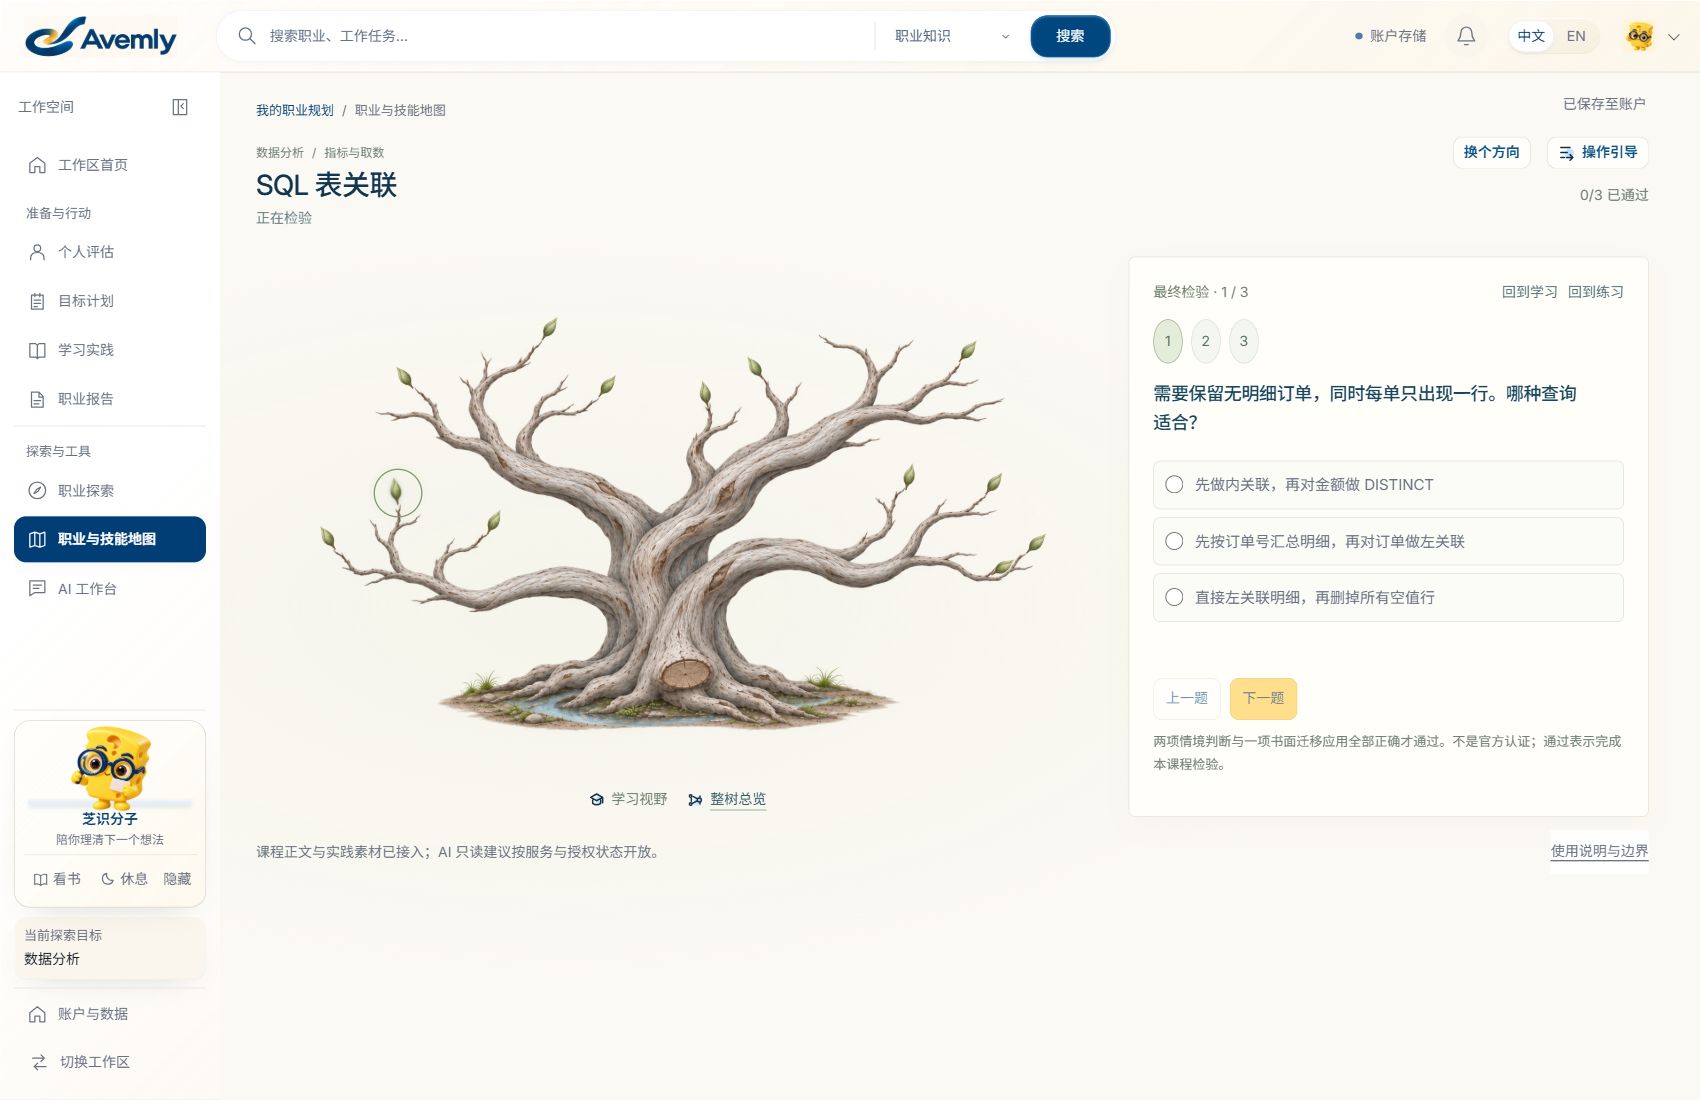 Avemly
搜索职业、工作任务...
职业知识
搜索
账户存储
中文
EN
工作空间
工作区首页
准备与行动
个人评估
目标计划
学习实践
职业报告
探索与工具
职业探索
职业与技能地图
AI 工作台
芝识分子
陪你理清下一个想法
看书
休息
隐藏
当前探索目标
数据分析
账户与数据
切换工作区
我的职业规划 / 职业与技能地图
已保存至账户
数据分析 / 指标与取数
SQL 表关联
正在检验
换个方向
操作引导
0/3 已通过
最终检验 · 1 / 3
回到学习
回到练习
1
2
3
需要保留无明细订单，同时每单只出现一行。哪种查询
适合？
先做内关联，再对金额做 DISTINCT
先按订单号汇总明细，再对订单做左关联
直接左关联明细，再删掉所有空值行
上一题
下一题
两项情境判断与一项书面迁移应用全部正确才通过。不是官方认证；通过表示完成
本课程检验。
学习视野
整树总览
课程正文与实践素材已接入；AI 只读建议按服务与授权状态开放。
使用说明与边界